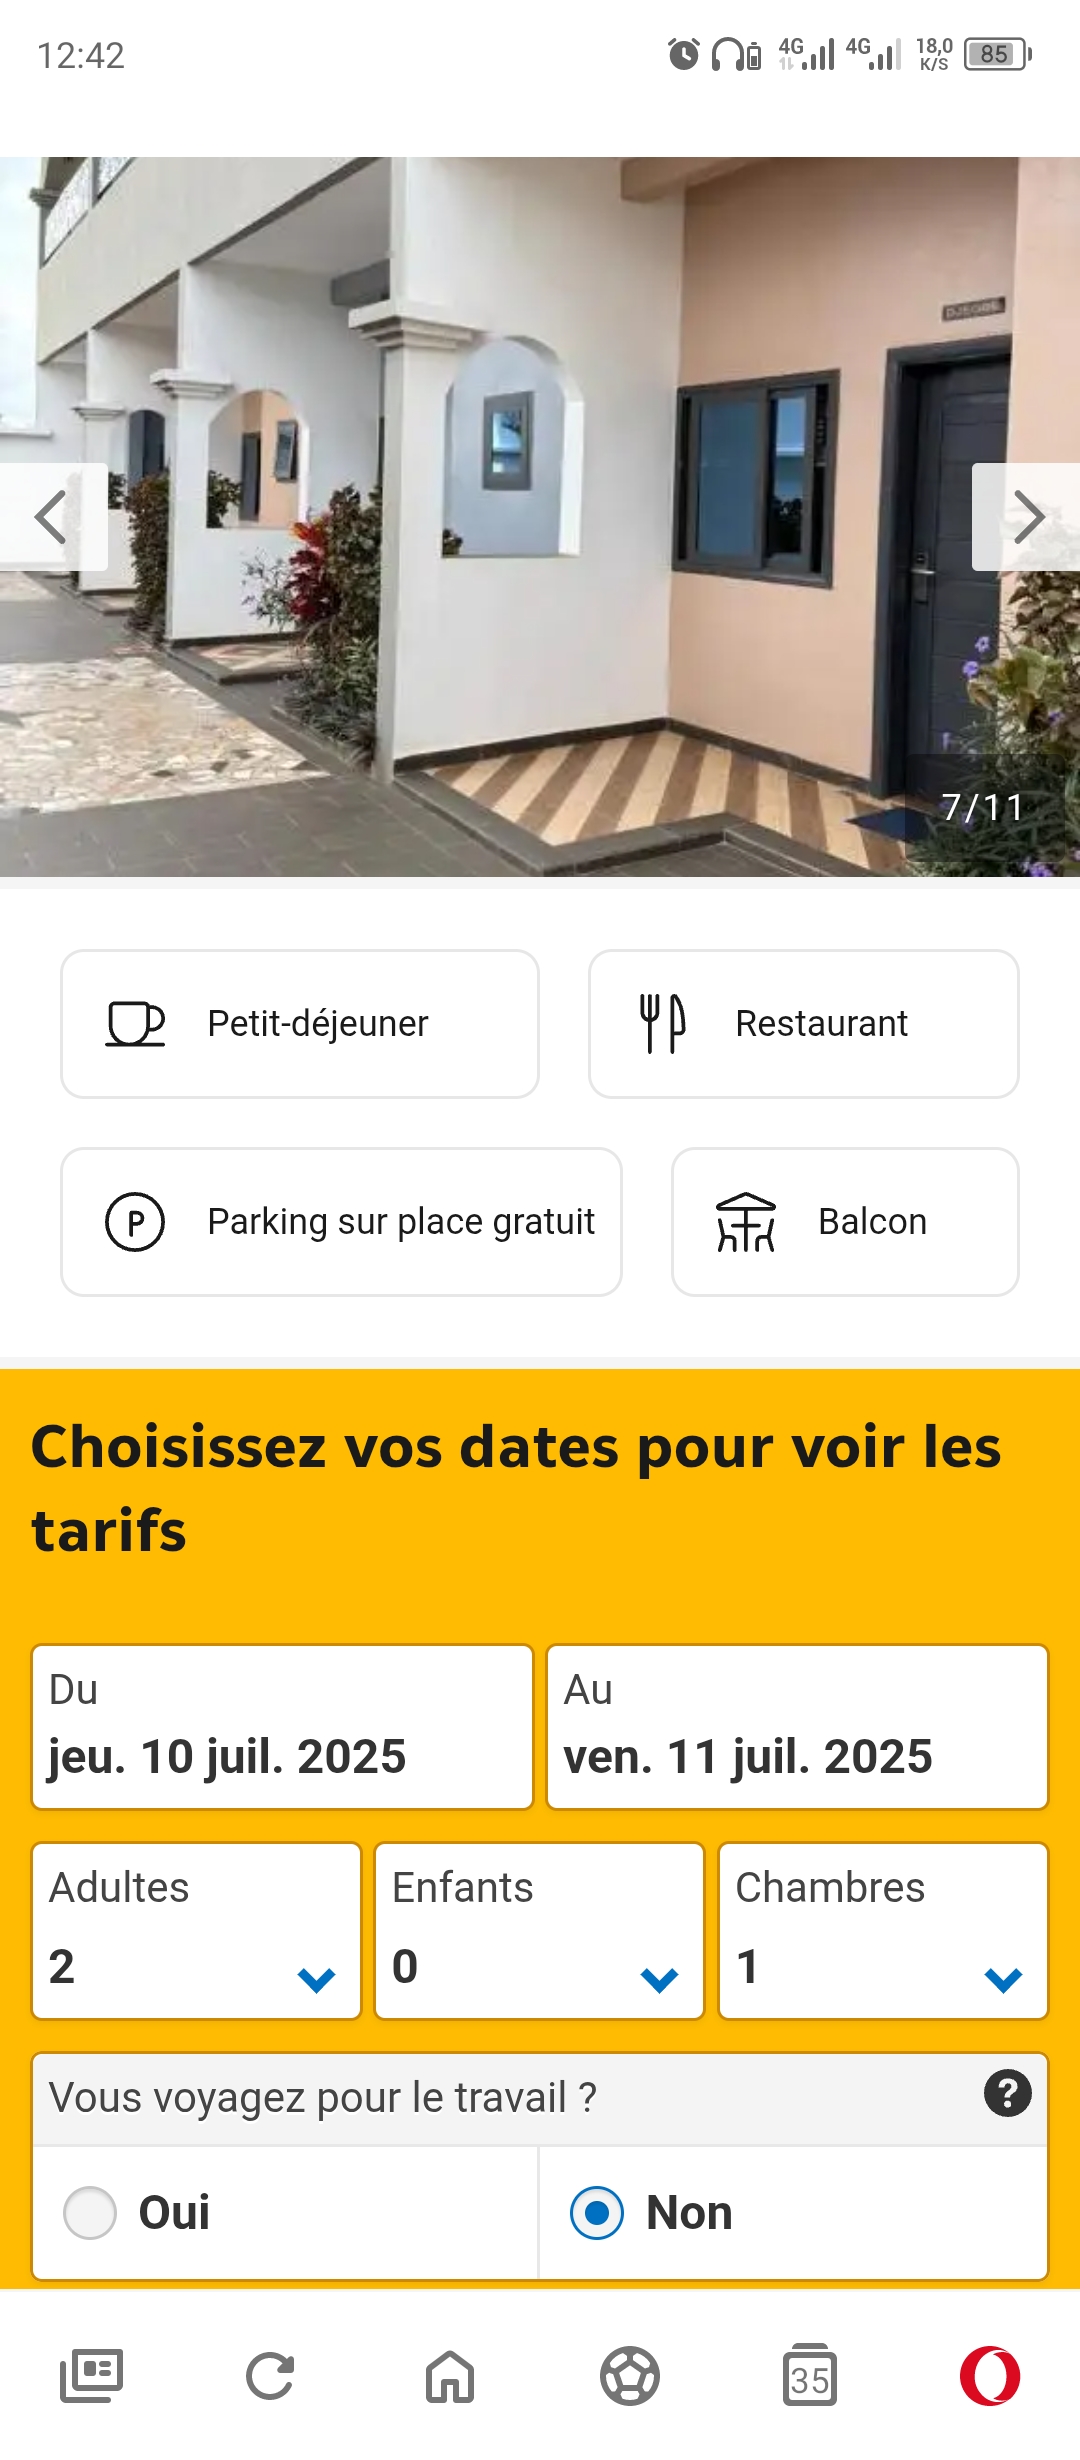 12:42
4G
4G
18,0
K/S
85
7/11
Petit-déjeuner
Restaurant
Parking sur place gratuit
Balcon
Choisissez vos dates pour voir les
tarifs
Du
jeu. 10 juil. 2025
Au
ven. 11 juil. 2025
Adultes
2
Enfants
0
Chambres
1
Vous voyagez pour le travail ?
?
Oui
Non
35